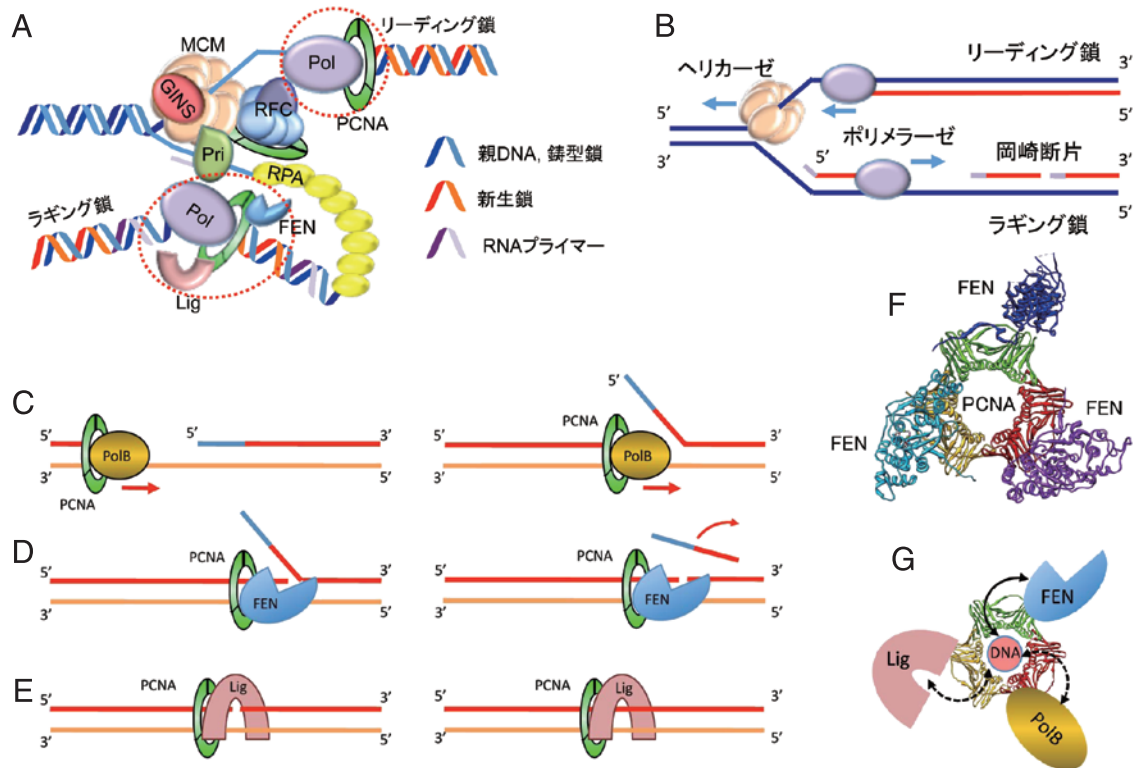 A
リーディング鎖
MCM
Pol
GINS
RFC
PCNA
Pri
RPA
親DNA, 鋳型鎖
ラギング鎖
Pol
FEN
新生鎖
Lig
RNAプライマー
B
リーディング鎖
3′
ヘリカーゼ
5′
5′
3′
ポリメラーゼ
5′
岡崎断片
3′
5′
ラギング鎖
C
5′
5′
3′
PolB
3′
5′
PCNA
5′
PCNA
5′
3′
PolB
3′
5′
D
PCNA
5′
3′
FEN
3′
5′
PCNA
5′
3′
FEN
3′
5′
E
PCNA
Lig
5′
3′
3′
5′
PCNA
Lig
5′
3′
3′
5′
F
FEN
PCNA
FEN
FEN
G
FEN
Lig
DNA
PolB